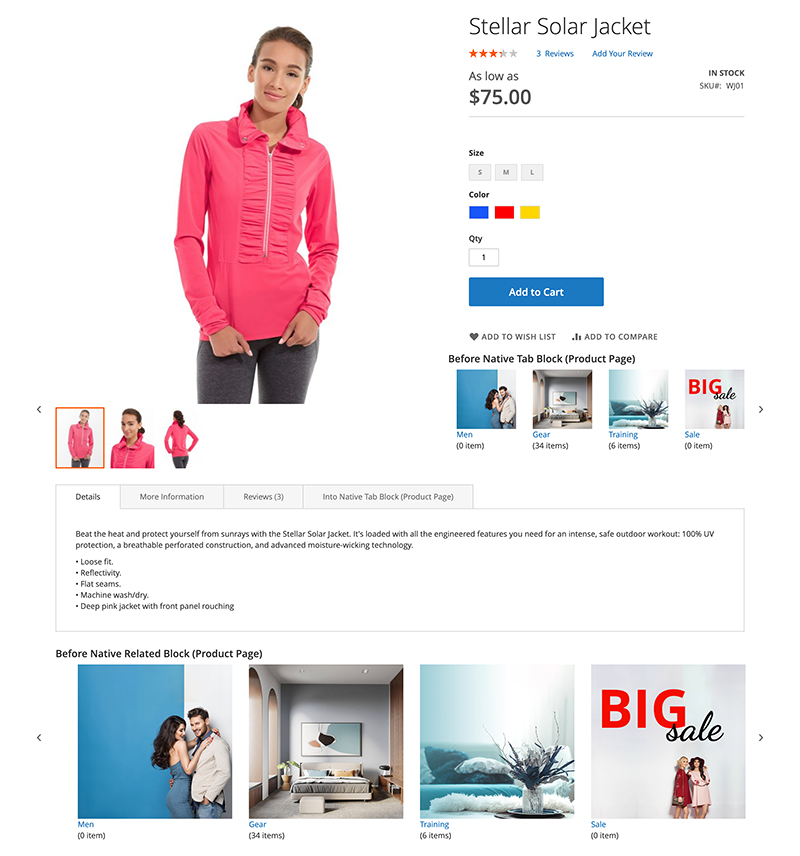 Stellar Solar Jacket
3 Reviews Add Your Review
As low as
$75.00
IN STOCK
SKU#: WJ01
Size
S M L
Color
Qty
1
Add to Cart
ADD TO WISH LIST ADD TO COMPARE
Before Native Tab Block (Product Page)
BIG
sale
Men Gear Training Sale
(0 item) (34 items) (6 items) (0 item)
Details More Information Reviews (3) Into Native Tab Block (Product Page)
Beat the heat and protect yourself from sunrays with the Stellar Solar Jacket. It's loaded with all the engineered features you need for an intense, safe outdoor workout: 100% UV
protection, a breathable perforated construction, and advanced moisture-wicking technology.
• Loose fit.
• Reflectivity.
• Flat seams.
• Machine wash/dry.
• Deep pink jacket with front panel rouching
Before Native Related Block (Product Page)
BIG
sale
Men Gear Training Sale
(0 item) (34 items) (6 items) (0 item)